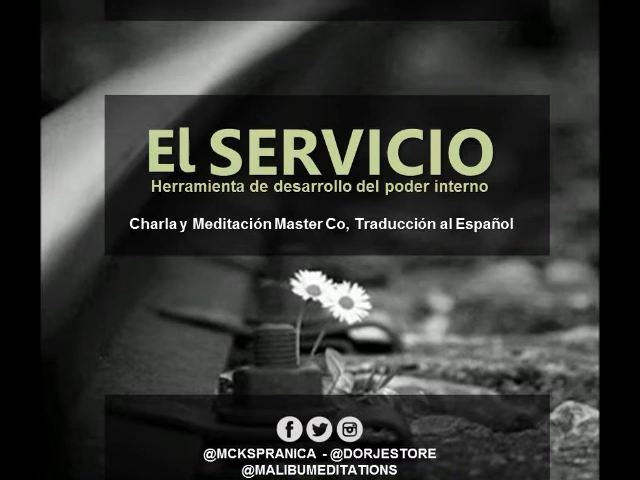 El SERVICIO
Herramienta de desarrollo del poder interno
Charla y Meditación Master Co, Traducción al Español
@MCKSPRANICA - @DORJESTORE
@MALIBUMEDITATIONS